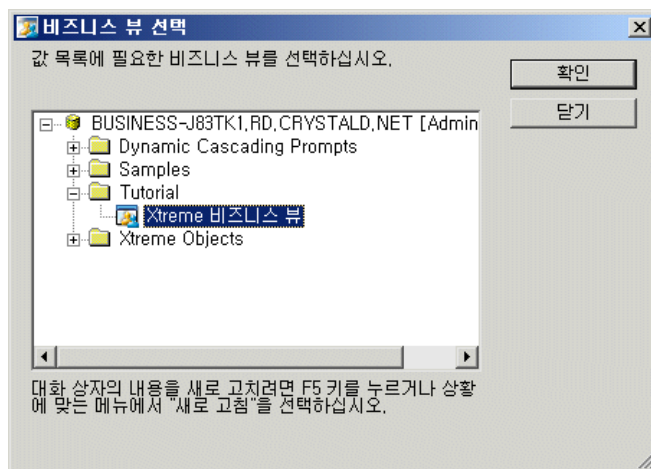 비즈니스 뷰 선택
값 목록에 필요한 비즈니스 뷰를 선택하십시오.
확인
닫기
BUSINESS-J83TK1,RD,CRYSTALD,NET [Admin
Dynamic Cascading Prompts
Samples
Tutorial
Xtreme 비즈니스 뷰
Xtreme Objects
대화 상자의 내용을 새로 고치려면 F5 키를 누르거나 상황
에 맞는 메뉴에서 "새로 고침"을 선택하십시오.